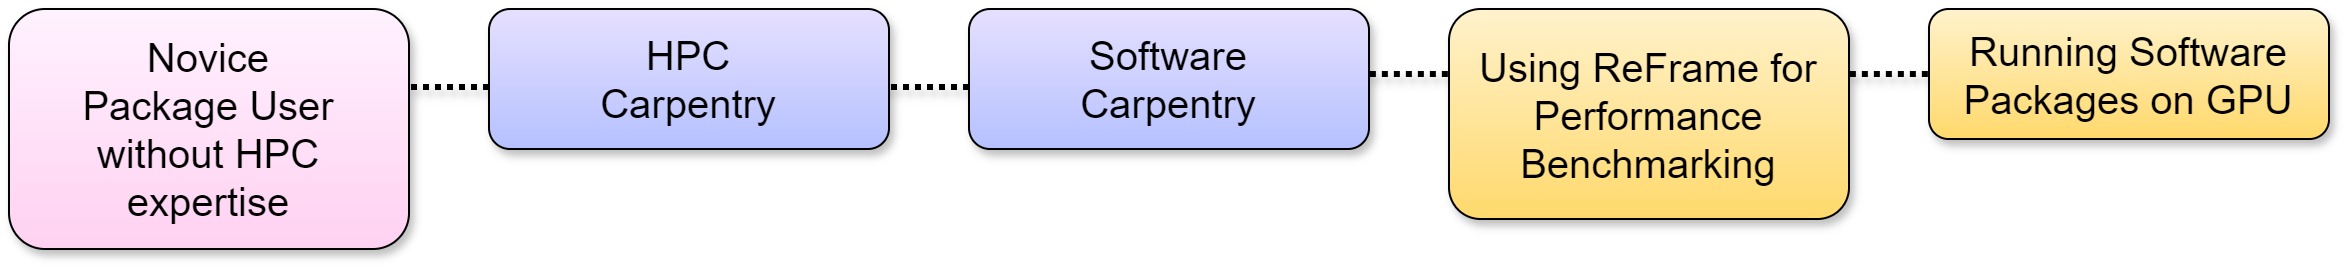 Novice
Package User
without HPC
expertise
HPC
Carpentry
Software
Carpentry
Using ReFrame for
Performance
Benchmarking
Running Software
Packages on GPU